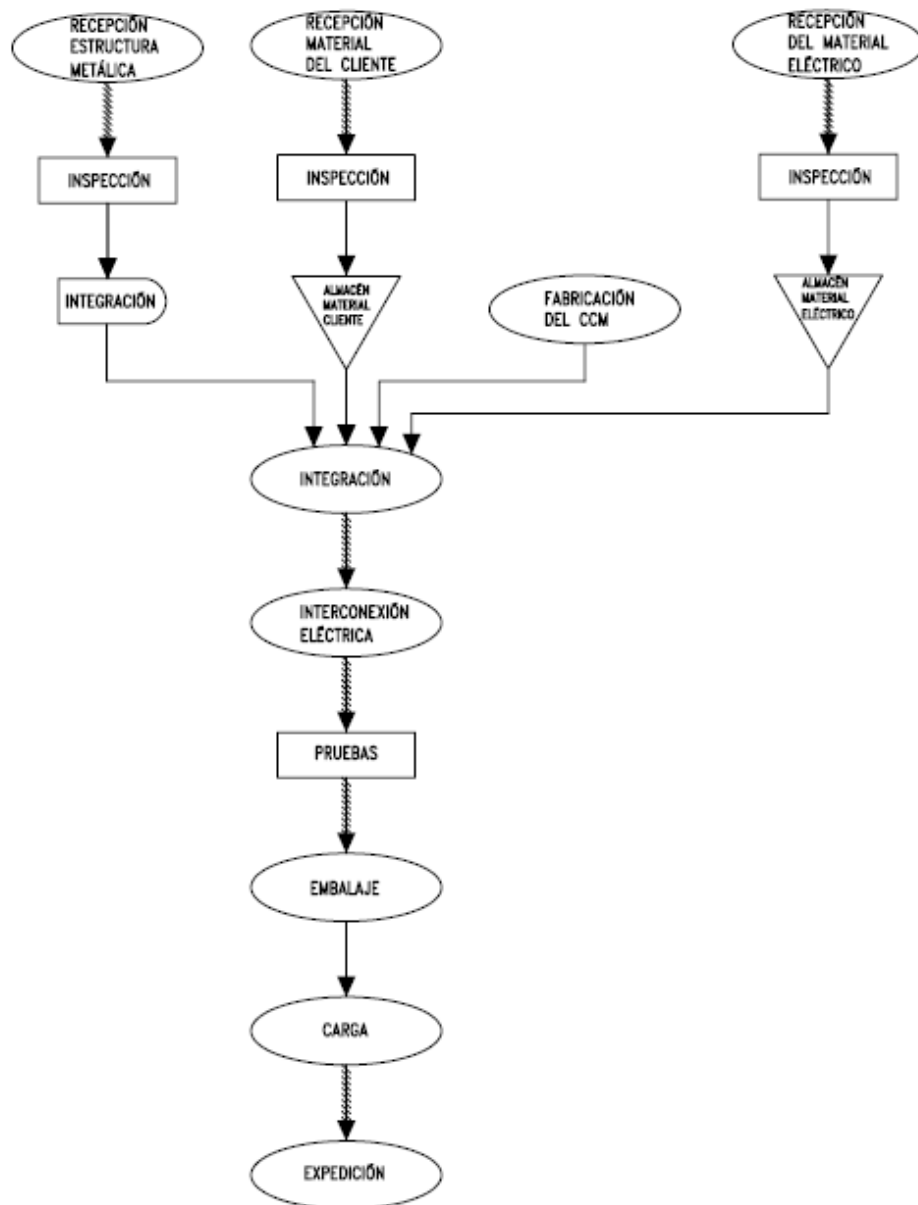 RECEPCIÓN
ESTRUCTURA
METÁLICA
RECEPCIÓN
MATERIAL
DEL CLIENTE
RECEPCIÓN
DEL MATERIAL
ELÉCTRICO
INSPECCIÓN
INSPECCIÓN
INSPECCIÓN
INTEGRACIÓN
ALMACÉN
MATERIAL
CLIENTE
FABRICACIÓN
DEL CCM
ALMACÉN
MATERIAL
ELÉCTRICO
INTEGRACIÓN
INTERCONEXIÓN
ELÉCTRICA
PRUEBAS
EMBALAJE
CARGA
EXPEDICIÓN